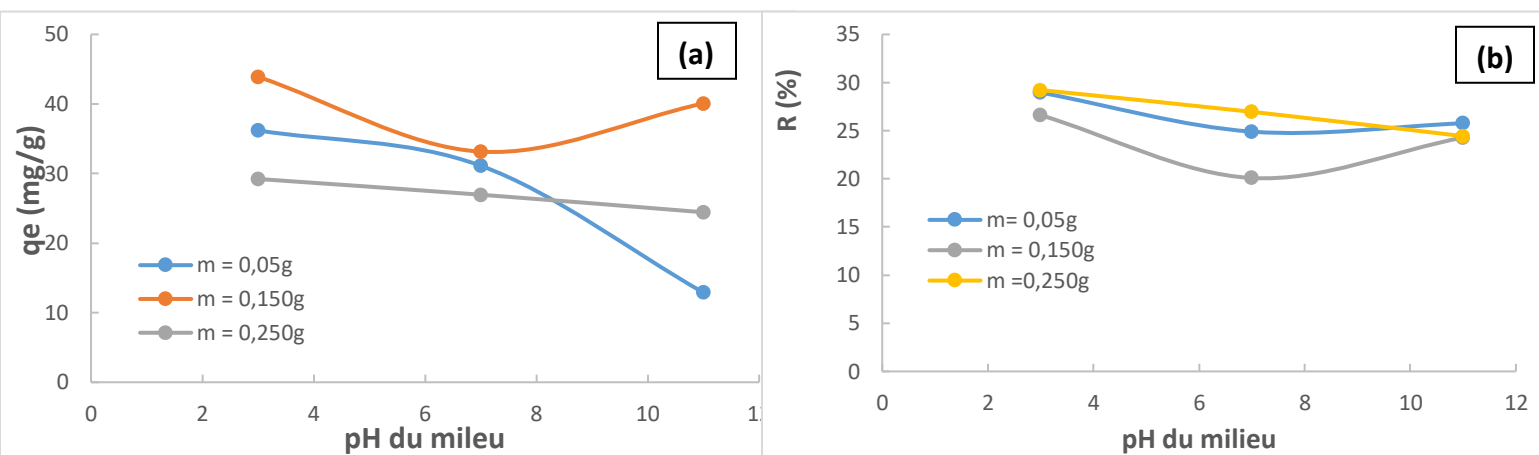 (a)
qe (mg/g)
50
40
30
20
10
0
m = 0,05g
m = 0,150g
m = 0,250g
0 2 4 6 8 10
pH du mileu
(b)
R (%)
35
30
25
20
15
10
5
0
m= 0,05g
m = 0,150g
m =0,250g
0 2 4 6 8 10 12
pH du milieu